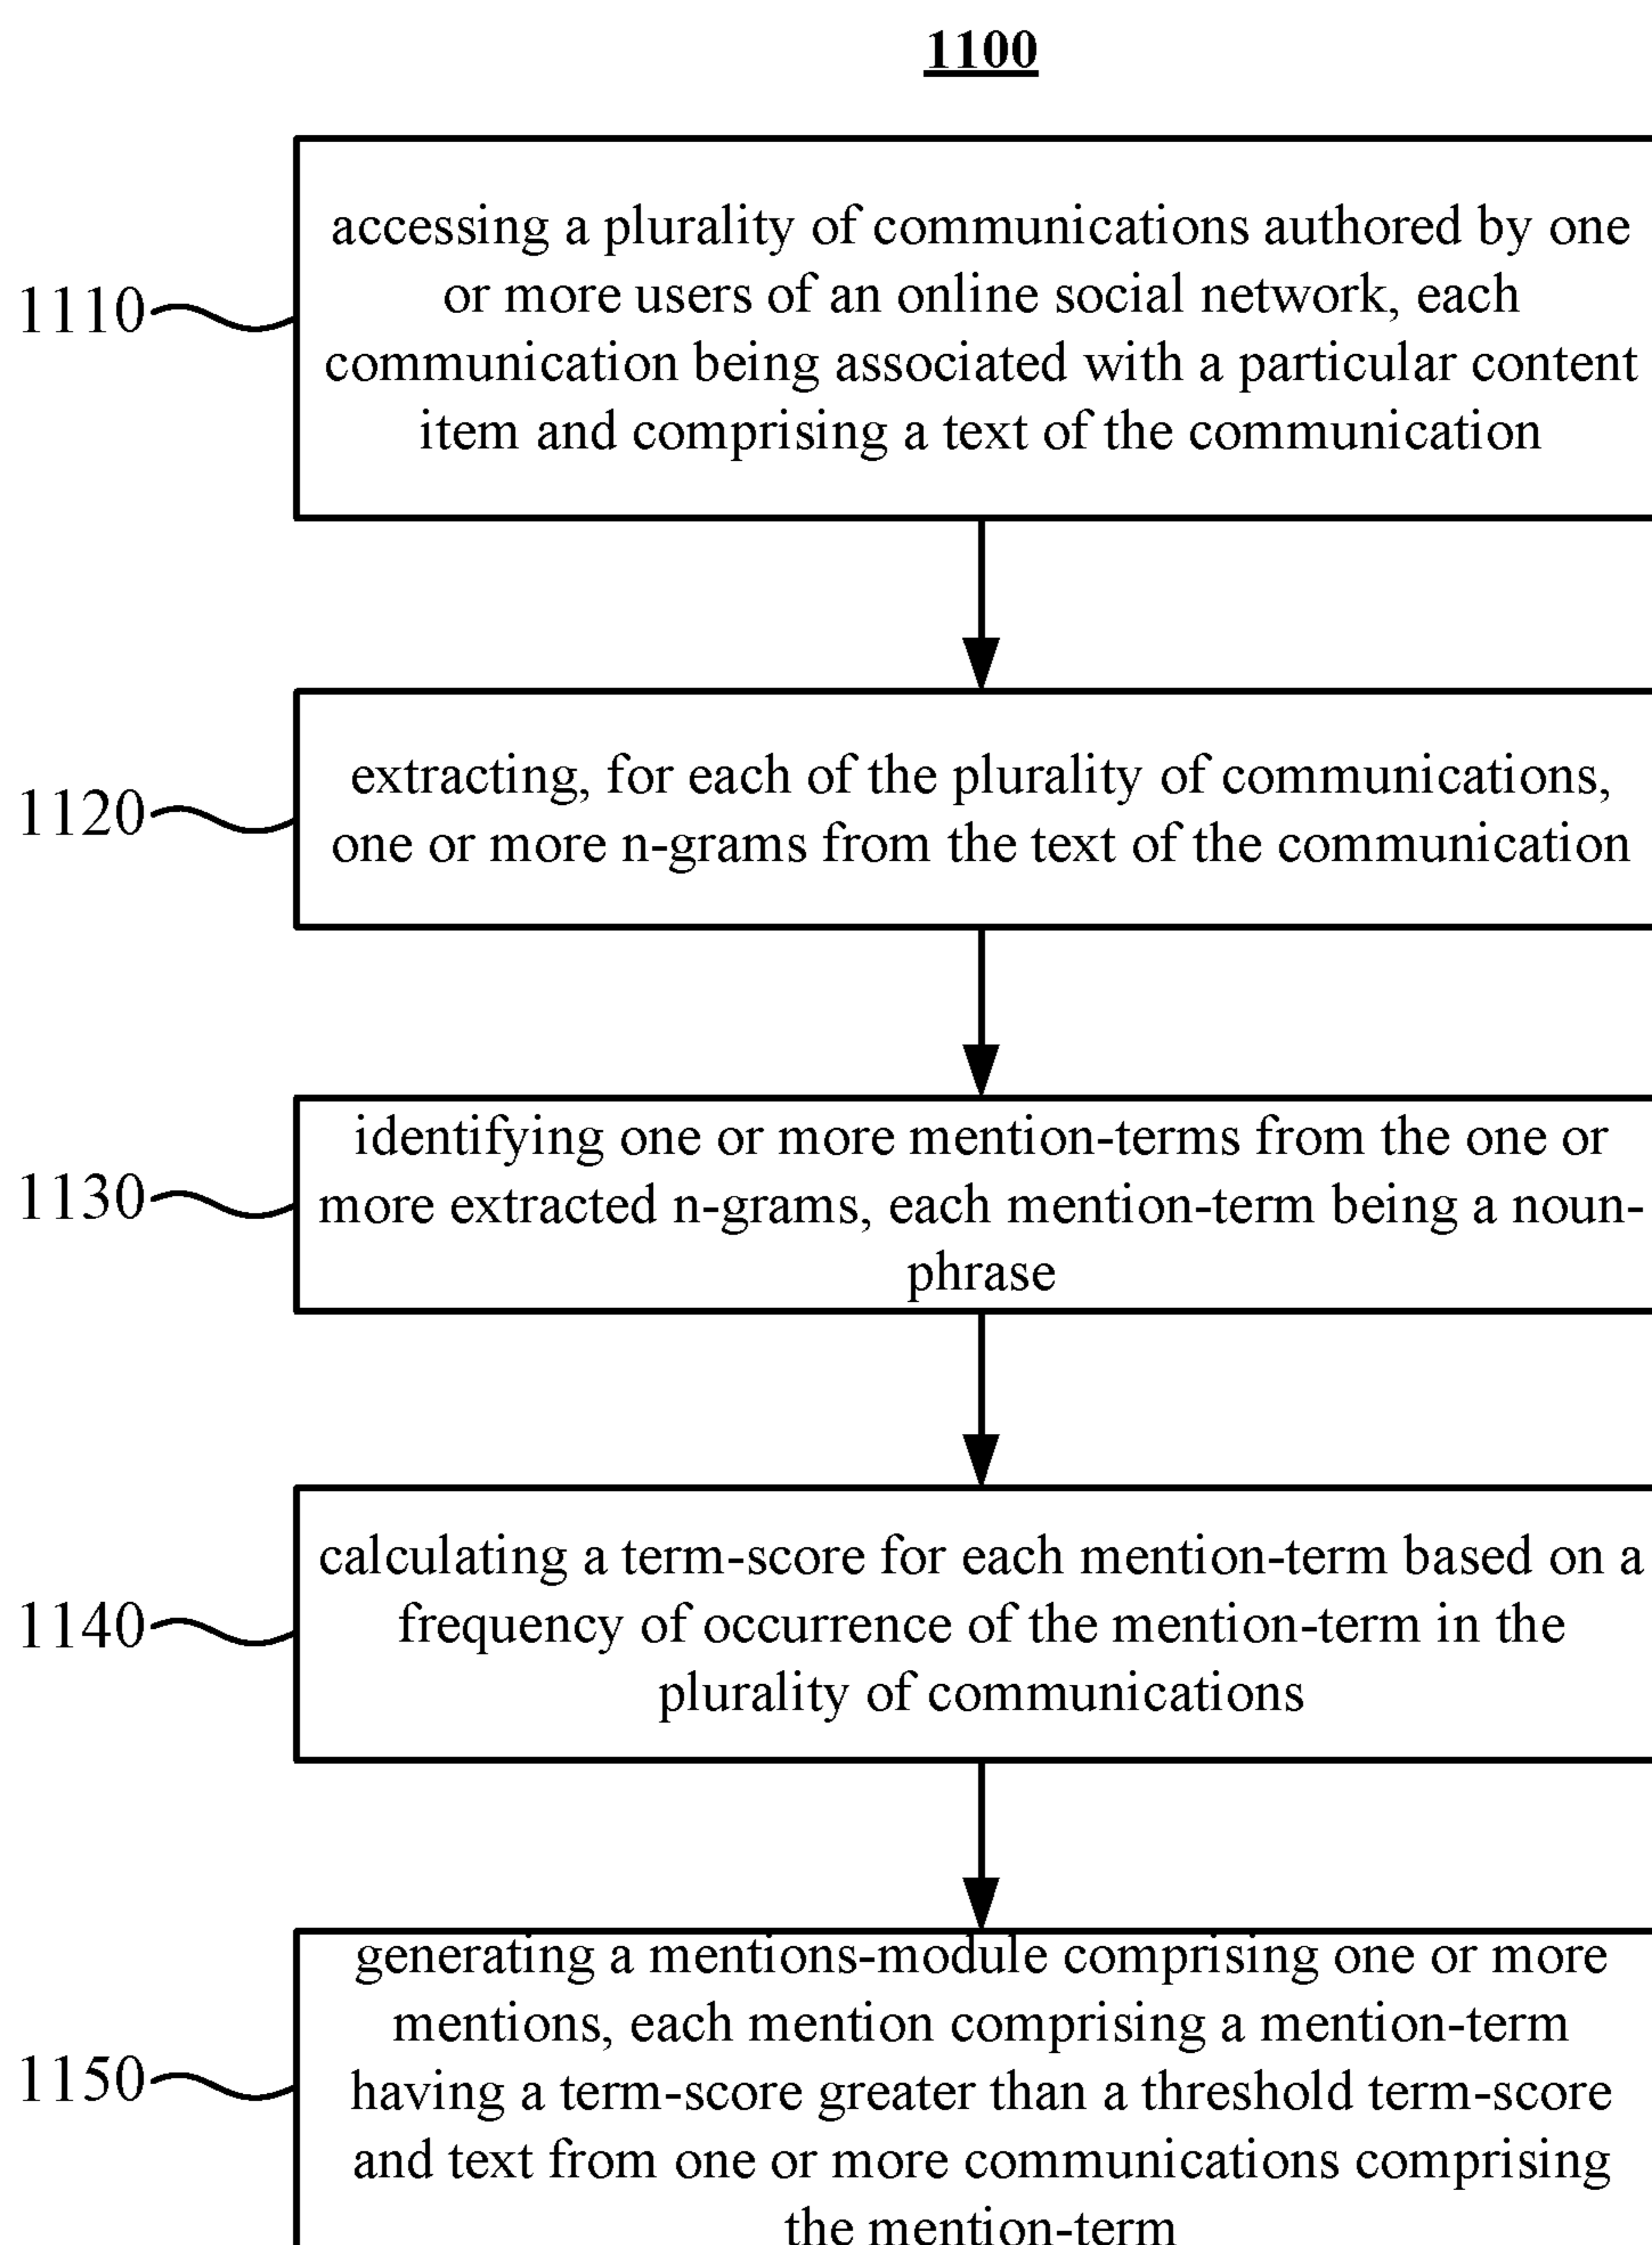 1100
1110
accessing a plurality of communications authored by one
or more users of an online social network, each
communication being associated with a particular content
item and comprising a text of the communication
1120
extracting, for each of the plurality of communications,
one or more n-grams from the text of the communication
1130
identifying one or more mention-terms from the one or
more extracted n-grams, each mention-term being a noun-
phrase
1140
calculating a term-score for each mention-term based on a
frequency of occurrence of the mention-term in the
plurality of communications
1150
generating a mentions-module comprising one or more
mentions, each mention comprising a mention-term
having a term-score greater than a threshold term-score
and text from one or more communications comprising
the mention-term